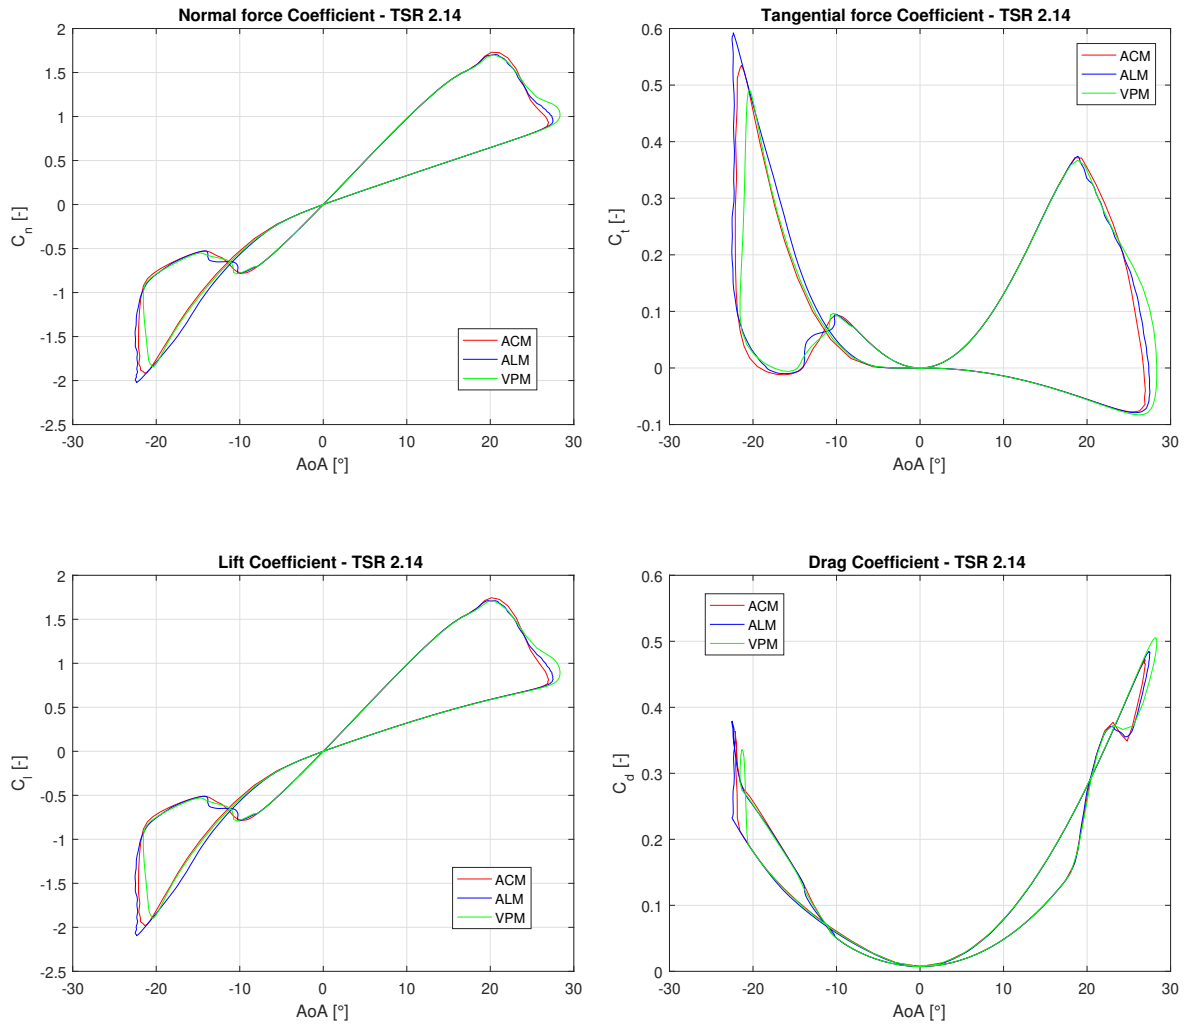 Normal force Coefficient - TSR 2.14
2
1.5
1
0.5
0
-0.5
-1
-1.5
-2
-2.5
C_n [-]
-30 -20 -10 0 10 20 30
AoA [°]
ACM
ALM
VPM
Tangential force Coefficient - TSR 2.14
0.6
0.5
0.4
0.3
0.2
0.1
0
-0.1
C_t [-]
-30 -20 -10 0 10 20 30
AoA [°]
ACM
ALM
VPM
Lift Coefficient - TSR 2.14
2
1.5
1
0.5
0
-0.5
-1
-1.5
-2
-2.5
C_l [-]
-30 -20 -10 0 10 20 30
AoA [°]
ACM
ALM
VPM
Drag Coefficient - TSR 2.14
0.6
0.5
0.4
0.3
0.2
0.1
0
C_d [-]
-30 -20 -10 0 10 20 30
AoA [°]
ACM
ALM
VPM